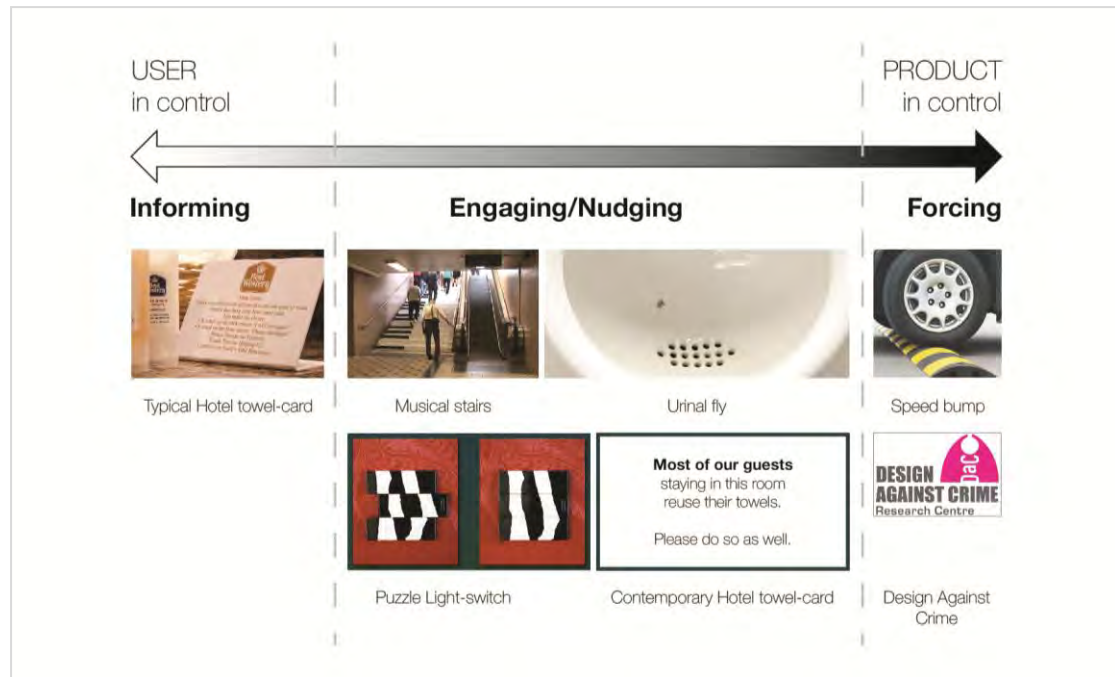 USER
in control
PRODUCT
in control
Informing
Engaging/Nudging
Forcing
Best
Western
Typical Hotel towel-card
Musical stairs
Urinal fly
Speed bump
Most of our guests
staying in this room
reuse their towels.
Please do so as well.
DESIGN
DaC
AGAINST CRIME
Research Centre
Puzzle Light-switch
Contemporary Hotel towel-card
Design Against
Crime